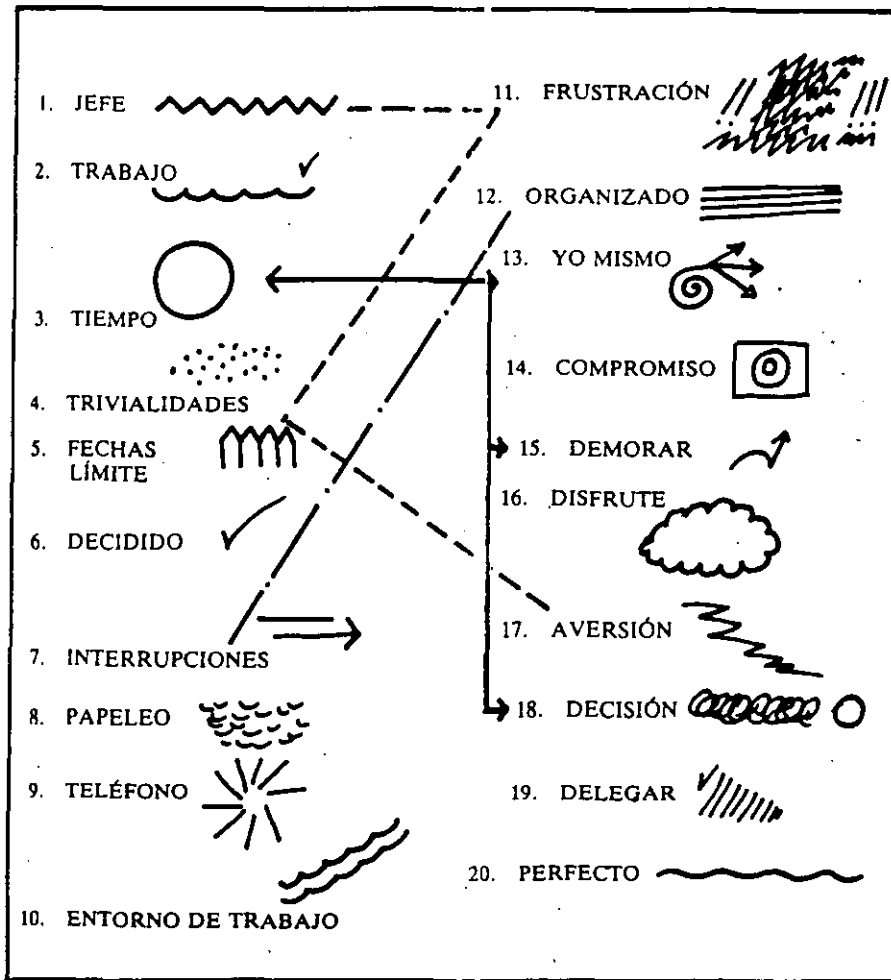 1. JEFE
2. TRABAJO
3. TIEMPO
4. TRIVIALIDADES
5. FECHAS
LÍMITE
6. DECIDIDO
7. INTERRUPCIONES
8. PAPELEO
9. TELÉFONO
10. ENTORNO DE TRABAJO
11. FRUSTRACIÓN
12. ORGANIZADO
13. YO MISMO
14. COMPROMISO
15. DEMORAR
16. DISFRUTE
17. AVERSIÓN
18. DECISIÓN
19. DELEGAR
20. PERFECTO